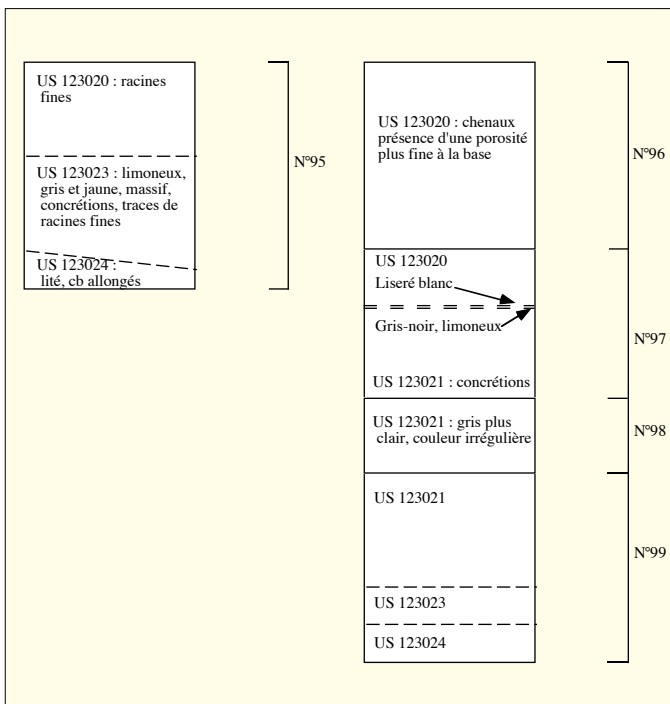 US 123020 : racines
fines
N°95
US 123023 : limoneux,
gris et jaune, massif,
concrétions, traces de
racines fines
US 123024 :
lité, cb allongés
US 123020 : chenaux
présence d'une porosité
plus fine à la base
N°96
US 123020
Liseré blanc
Gris-noir, limoneux
N°97
US 123021 : concrétions
US 123021 : gris plus
clair, couleur irrégulière
N°98
US 123021
N°99
US 123023
US 123024